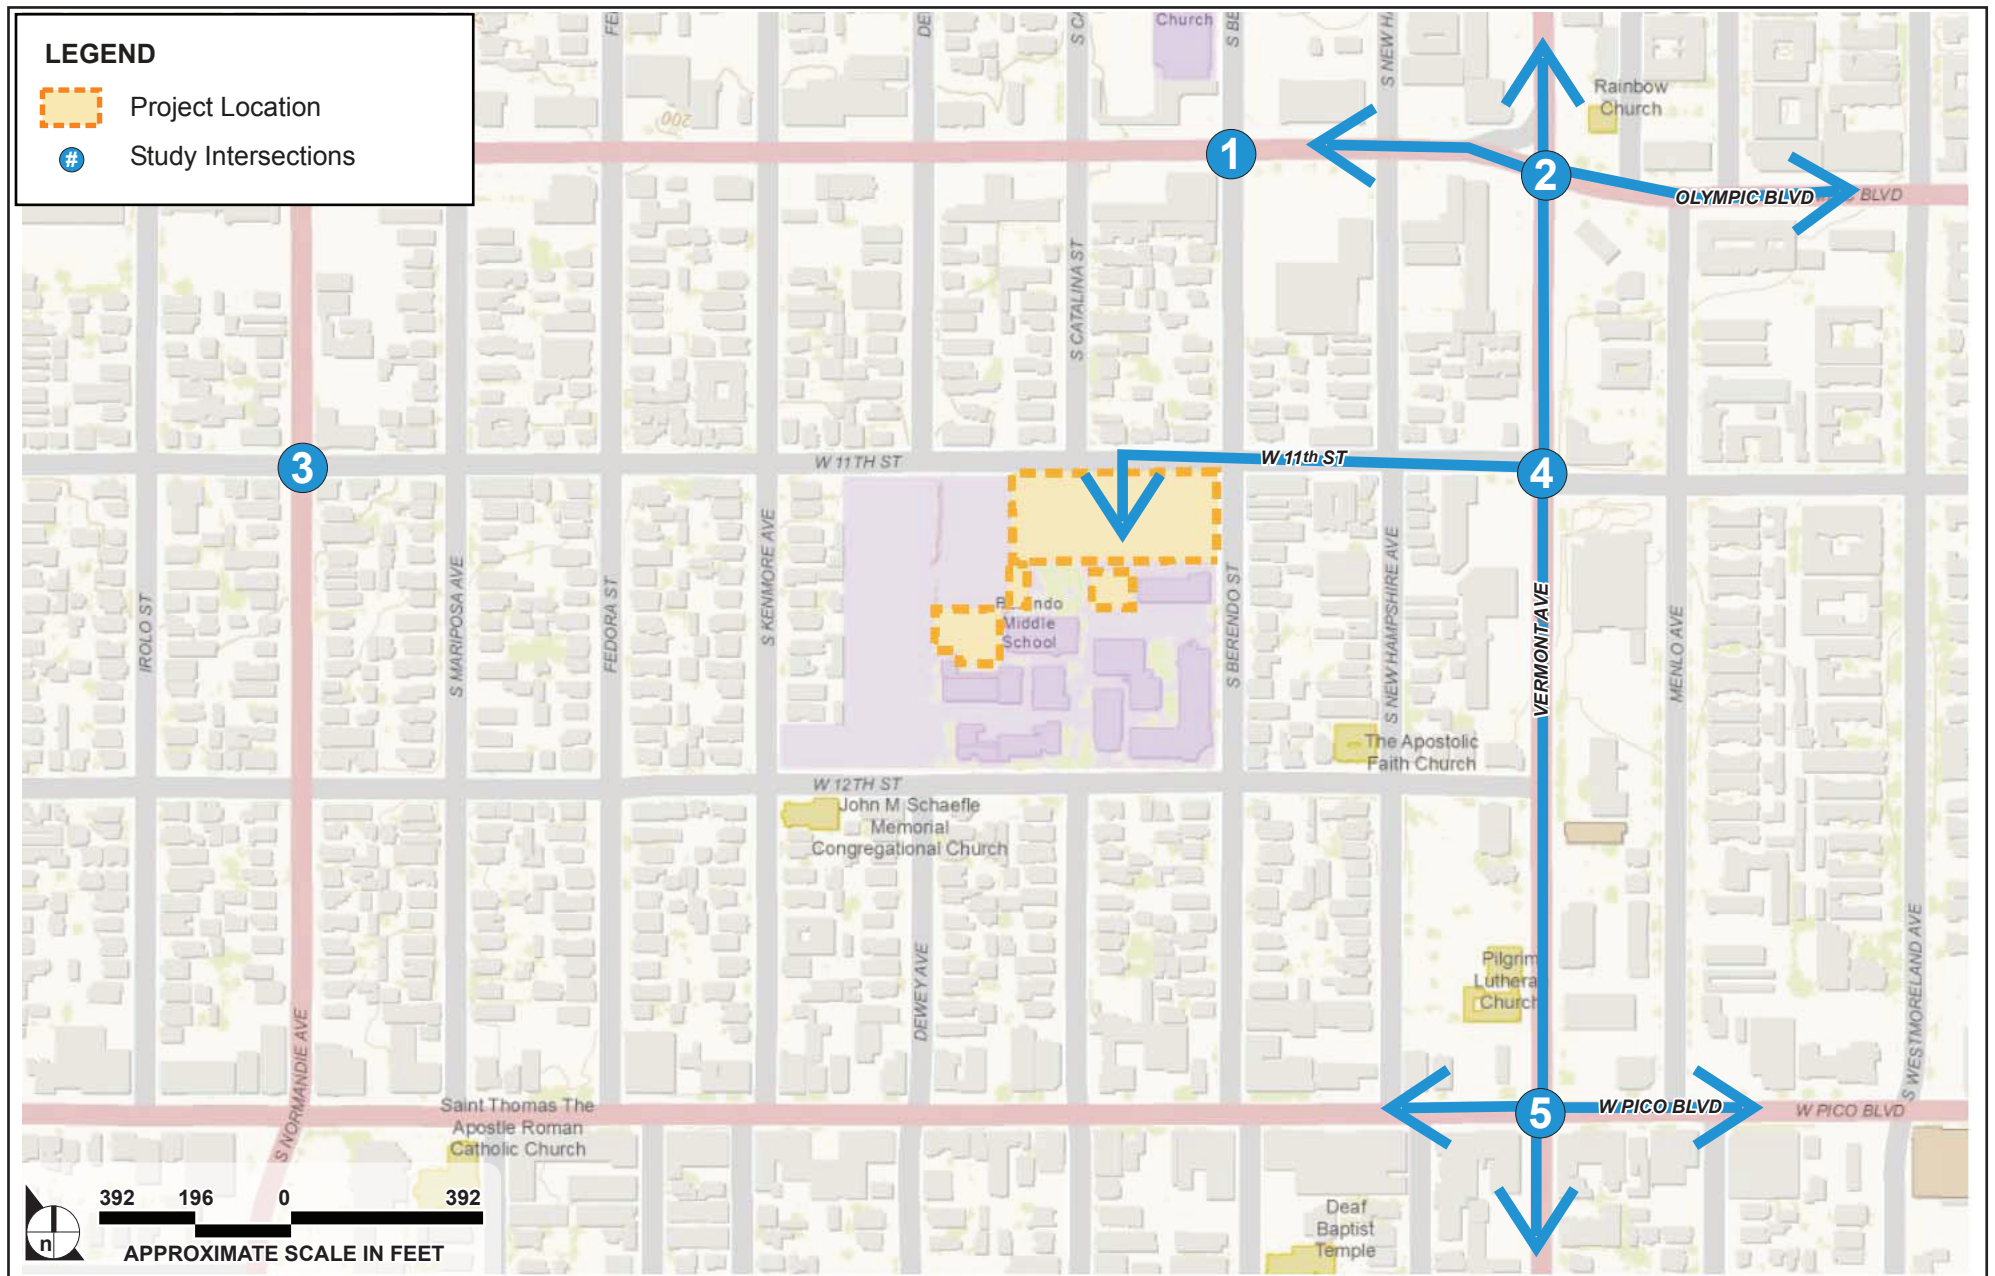 LEGEND
Project Location
# Study Intersections
Church
Rainbow
Church
200
1
2
OLYMPIC BLVD
BLVD
S CATALINA ST
3
W 11TH ST
W 11th ST
4
IROLO ST
S MARIPOSA AVE
FEDORA ST
S KENMORE AVE
Middle
School
S BERENDO ST
S NEW HAMPSHIRE AVE
VERMONT AVE
MENLO AVE
The Apostolic
Faith Church
W 12TH ST
John M Schaefle
Memorial
Congregational Church
DEWEY AVE
Pilgrim
Lutheran
Church
S WESTMORELAND AVE
S NORMANDIE AVE
Saint Thomas The
Apostle Roman
Catholic Church
5
W PICO BLVD
W PICO BLVD
Deaf
Baptist
Temple
392 196 0 392
n
APPROXIMATE SCALE IN FEET